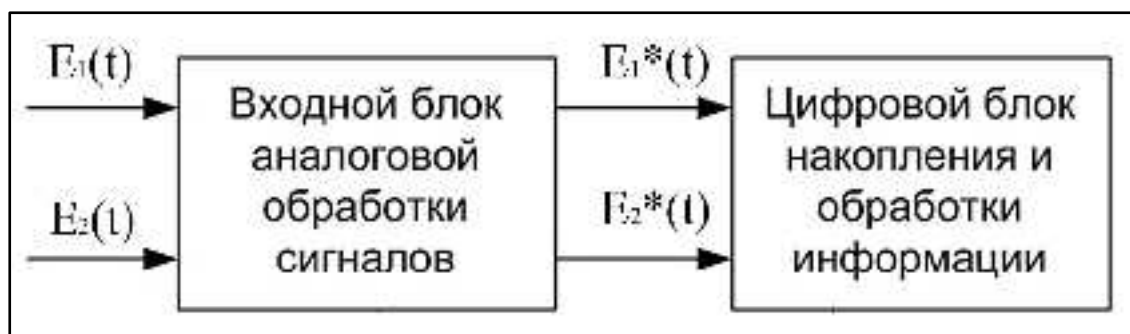 E₁(t)
E₂(t)
Входной блок
аналоговой
обработки
сигналов
E₁*(t)
E₂*(t)
Цифровой блок
накопления и
обработки
информации